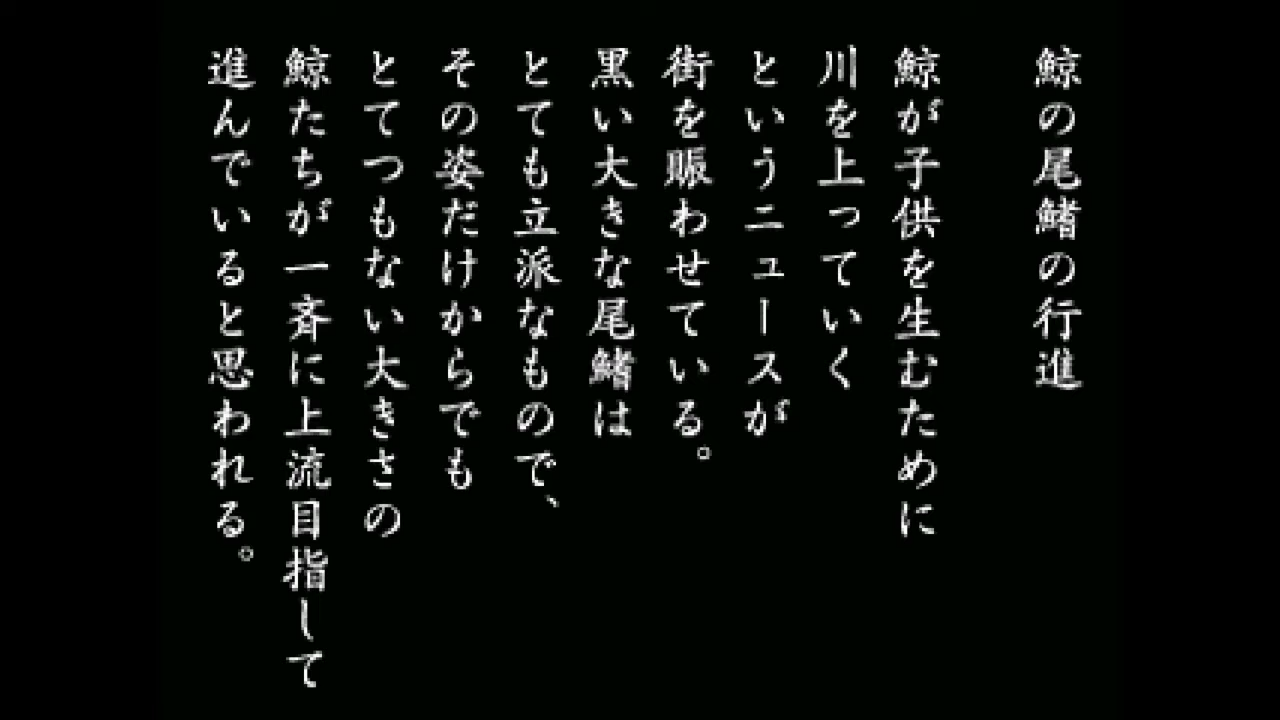 鯨の尾鰭の行進
鯨が子供を生むために
川を上っていく
というニュースが
街を賑わせている。
黒い大きな尾鰭は
とても立派なもので、
その姿だけからでも
とてつもない大きさの
鯨たちが一斉に上流目指して
進んでいると思われる。